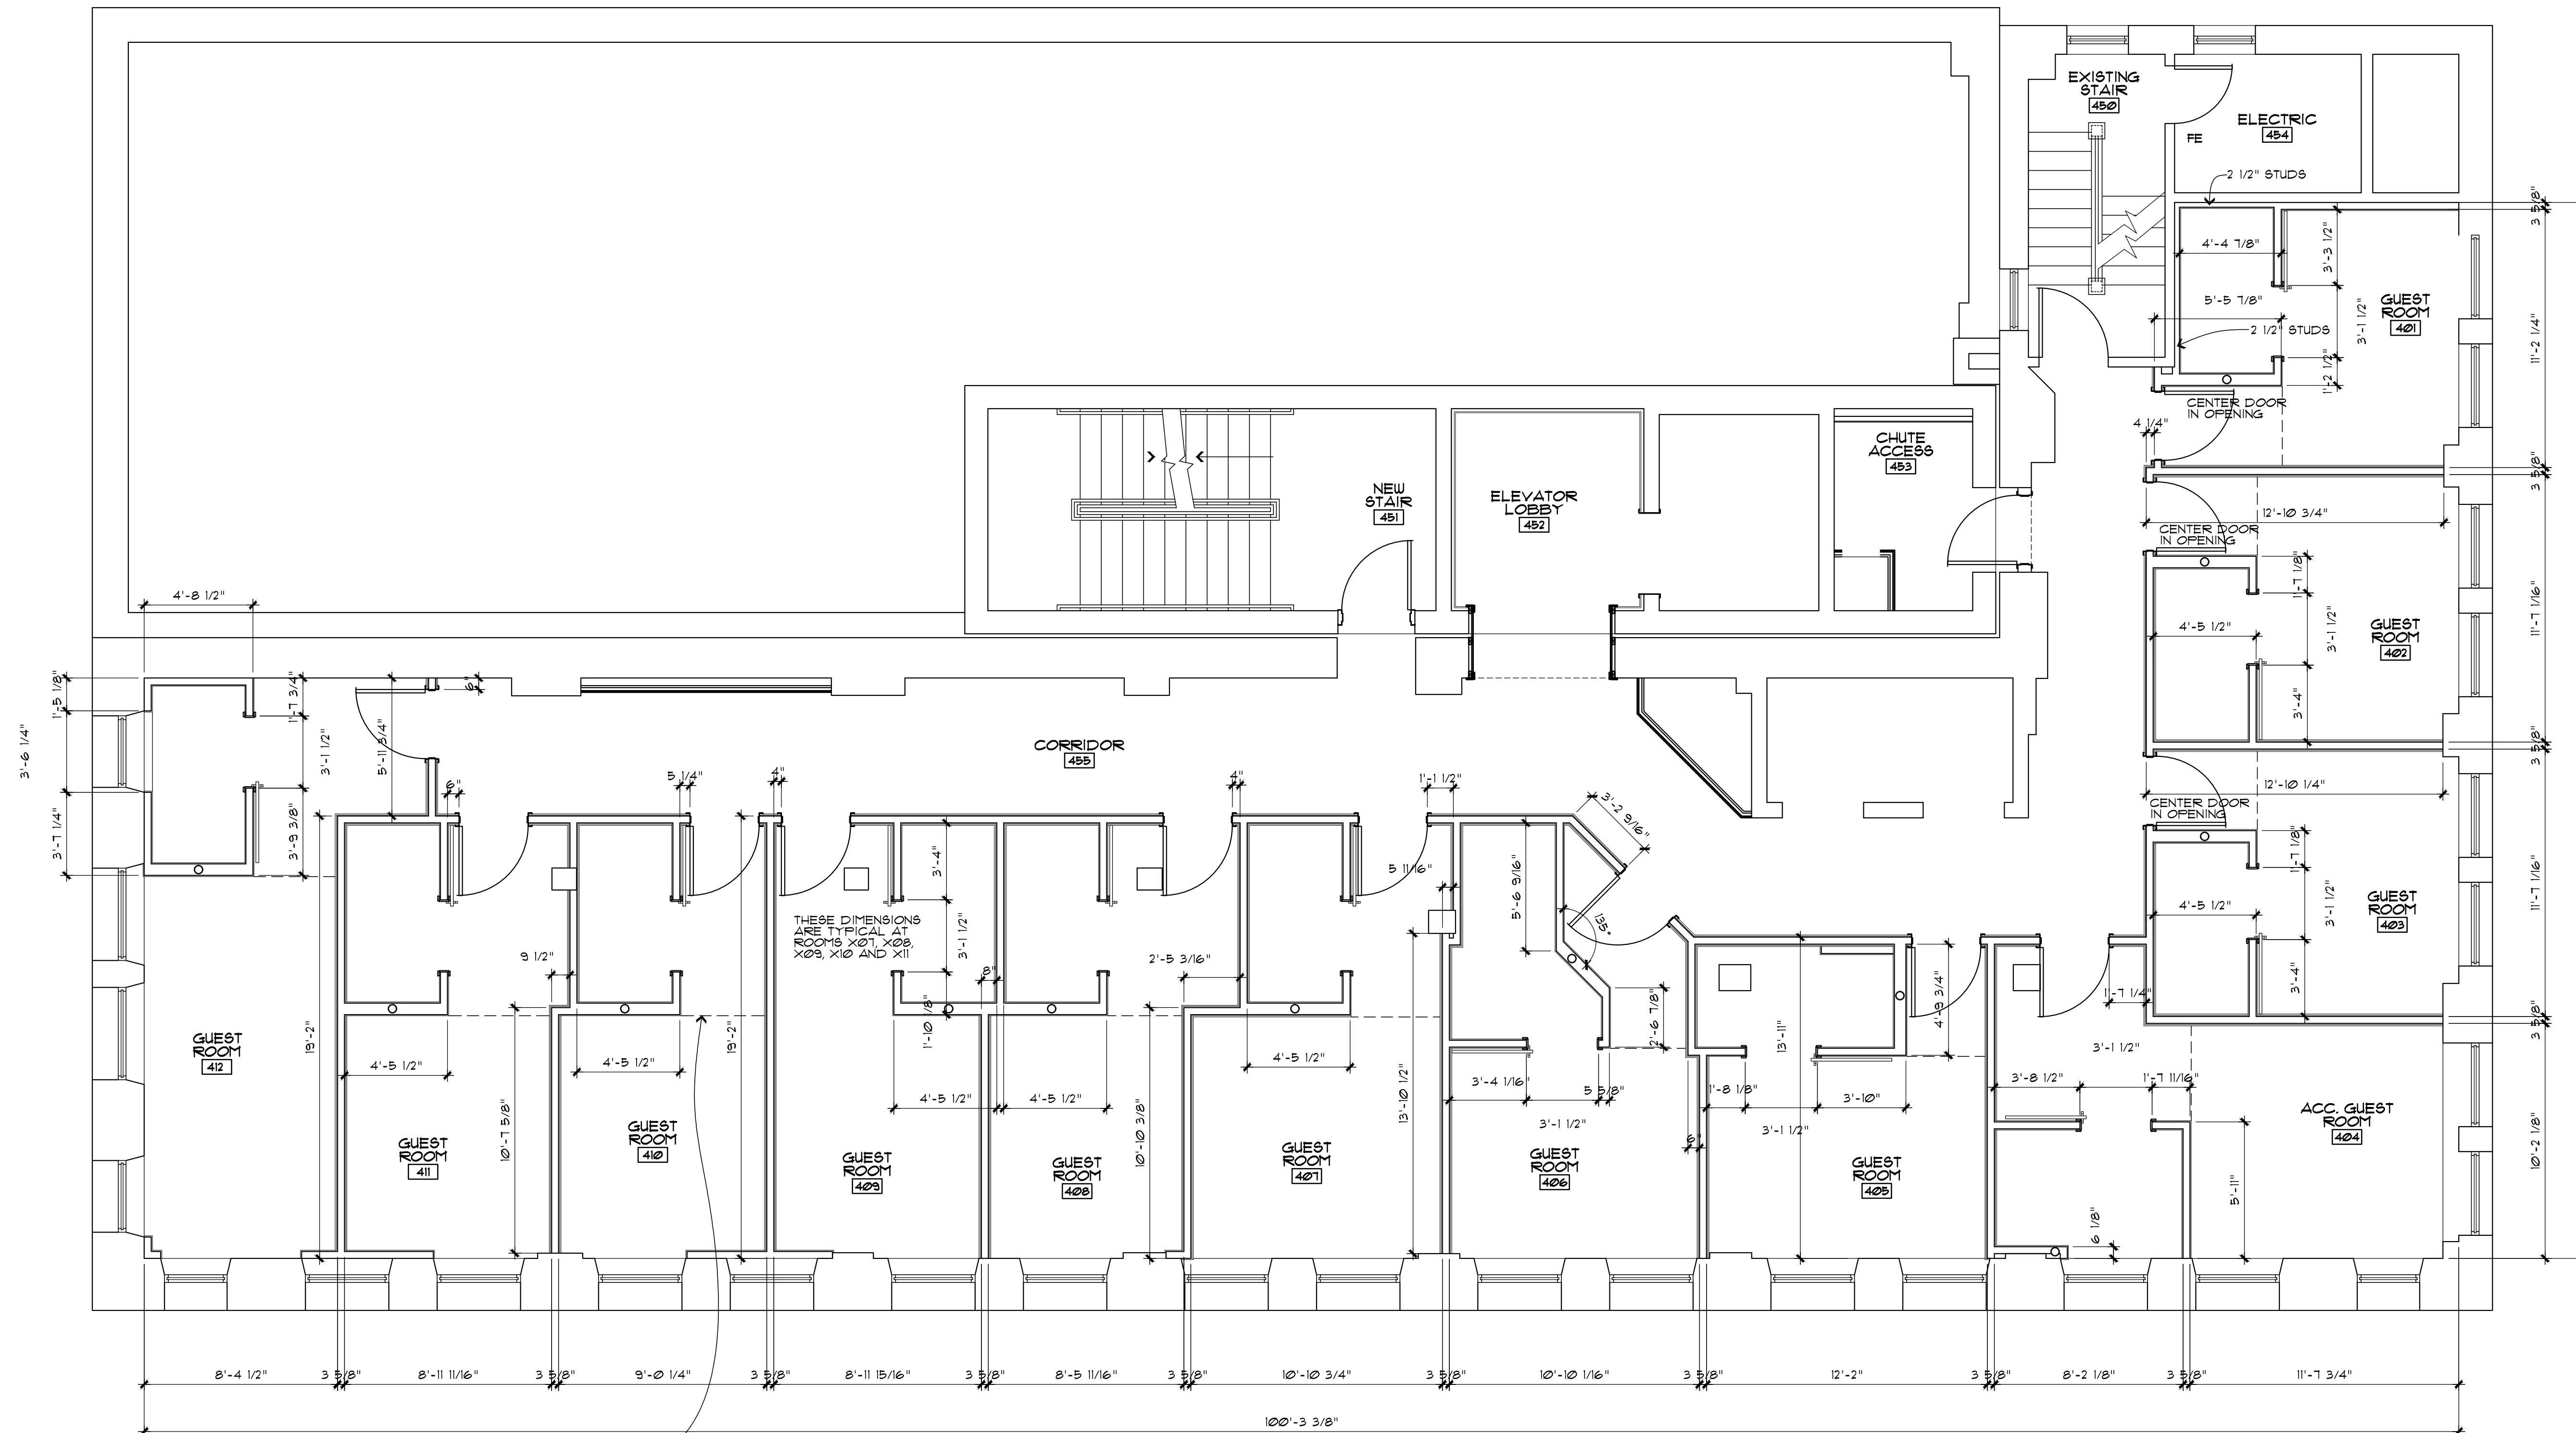 EXISTING
STAIR
450
ELECTRIC
454
FE
2 1/2" STUDS
3 5/8"
4'-4 7/8"
3'-3 1/2"
5'-5 7/8"
GUEST
ROOM
401
3'-1 1/2"
11'-2 1/4"
2 1/2" STUDS
1'-2 1/2"
CENTER DOOR
IN OPENING
4 1/4"
CHUTE
ACCESS
453
3 5/8"
NEW
STAIR
451
ELEVATOR
LOBBY
452
12'-10 3/4"
CENTER DOOR
IN OPENING
1'-7 1/8"
4'-8 1/2"
4'-5 1/2"
3'-1 1/2"
GUEST
ROOM
402
11'-7 1/16"
1'-5 1/8"
1'-7 3/4"
6"
3'-4"
3'-6 1/4"
3'-1 1/2"
5'-11 3/4"
CORRIDOR
455
3 5/8"
12'-10 1/4"
6"
5 1/4"
4"
4"
1'-1 1/2"
3'-2 9/16"
CENTER DOOR
IN OPENING
3'-7 1/4"
3'-9 3/8"
3'-4"
5 11/16"
5'-6 9/16"
1'-7 1/8"
THESE DIMENSIONS
ARE TYPICAL AT
ROOMS X07, X08,
X09, X10 AND X11
3'-1 1/2"
135°
4'-5 1/2"
3'-1 1/2"
GUEST
ROOM
403
11'-7 1/16"
9 1/2"
8"
2'-5 3/16"
3'-4"
1'-10 7/8"
2'-6 7/8"
4'-9 3/4"
1'-7 1/4"
3 5/8"
GUEST
ROOM
412
19'-2"
19'-2"
13'-11"
3'-1 1/2"
4'-5 1/2"
4'-5 1/2"
4'-5 1/2"
3'-4 1/16"
5 5/8"
1'-8 1/8"
3'-10"
3'-8 1/2"
1'-7 11/16"
4'-5 1/2"
4'-5 1/2"
13'-10 1/2"
3'-1 1/2"
3'-1 1/2"
6"
ACC. GUEST
ROOM
404
10'-7 5/8"
10'-10 3/8"
10'-2 1/8"
GUEST
ROOM
411
GUEST
ROOM
410
GUEST
ROOM
409
GUEST
ROOM
408
GUEST
ROOM
407
GUEST
ROOM
406
GUEST
ROOM
405
5'-11"
6 1/8"
8'-4 1/2"
3 5/8"
8'-11 11/16"
3 5/8"
9'-0 1/4"
3 5/8"
8'-11 15/16"
3 5/8"
8'-5 11/16"
3 5/8"
10'-10 3/4"
3 5/8"
10'-10 1/16"
3 5/8"
12'-2"
3 5/8"
8'-2 1/8"
3 5/8"
11'-7 3/4"
100'-3 3/8"